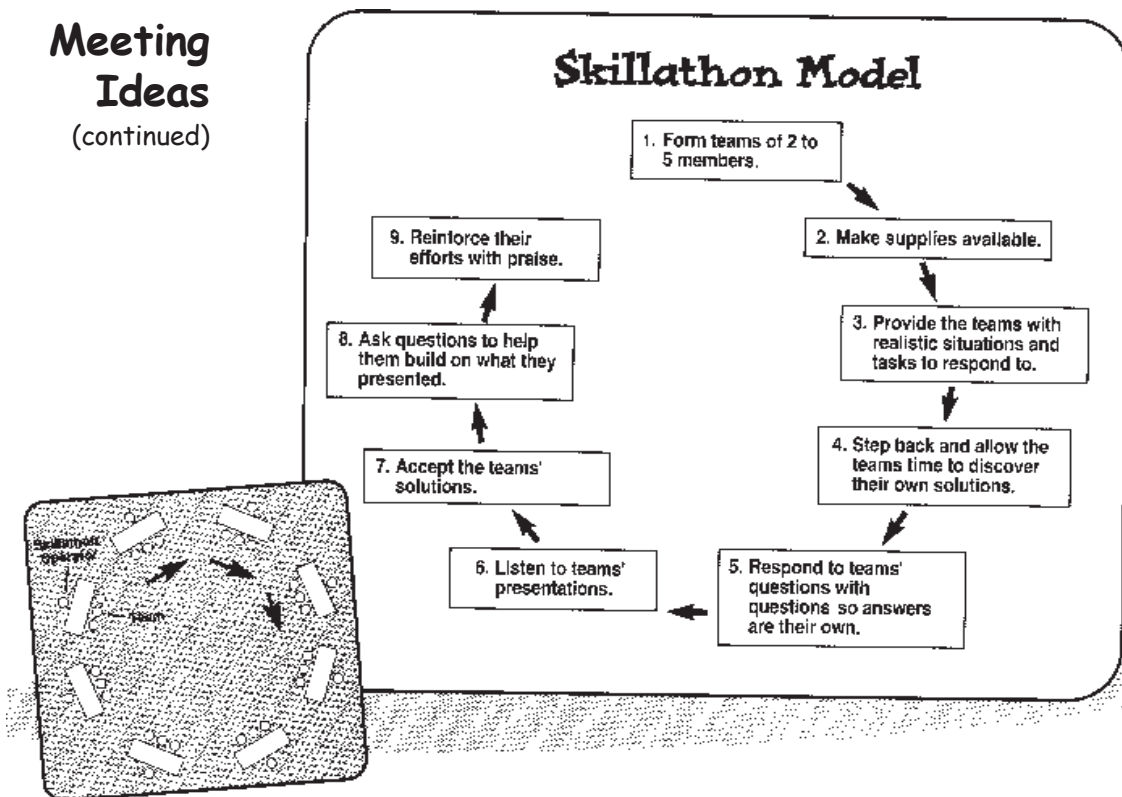 Meeting
Ideas
(continued)
Skillathon Model
1. Form teams of 2 to
5 members.
2. Make supplies available.
3. Provide the teams with
realistic situations and
tasks to respond to.
4. Step back and allow the
teams time to discover
their own solutions.
5. Respond to teams'
questions with
questions so answers
are their own.
6. Listen to teams'
presentations.
7. Accept the teams'
solutions.
8. Ask questions to help
them build on what they
presented.
9. Reinforce their
efforts with praise.
Skillathon
Operator
Team